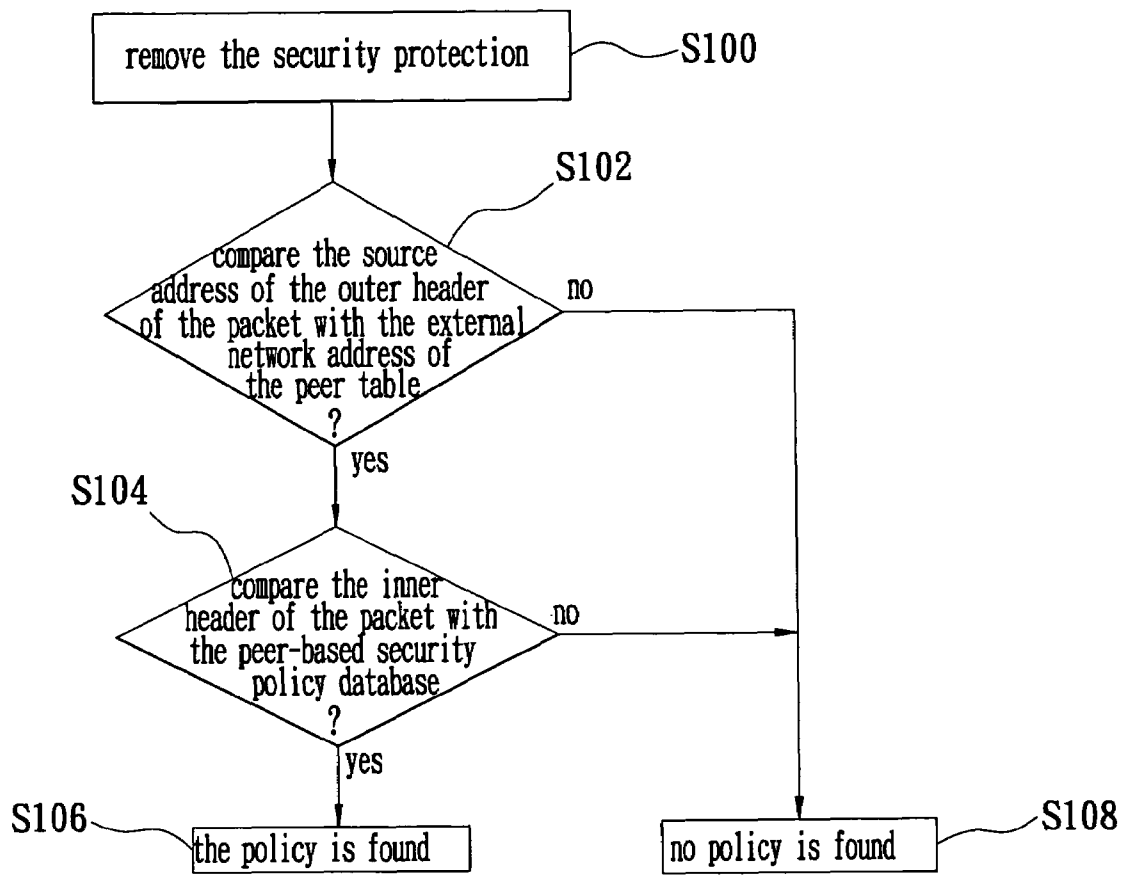 remove the security protection
S100
S102
compare the source
address of the outer header
of the packet with the external
network address of
the peer table
?
no
yes
S104
compare the inner
header of the packet with
the peer-based security
policy database
?
no
yes
S106
the policy is found
no policy is found
S108